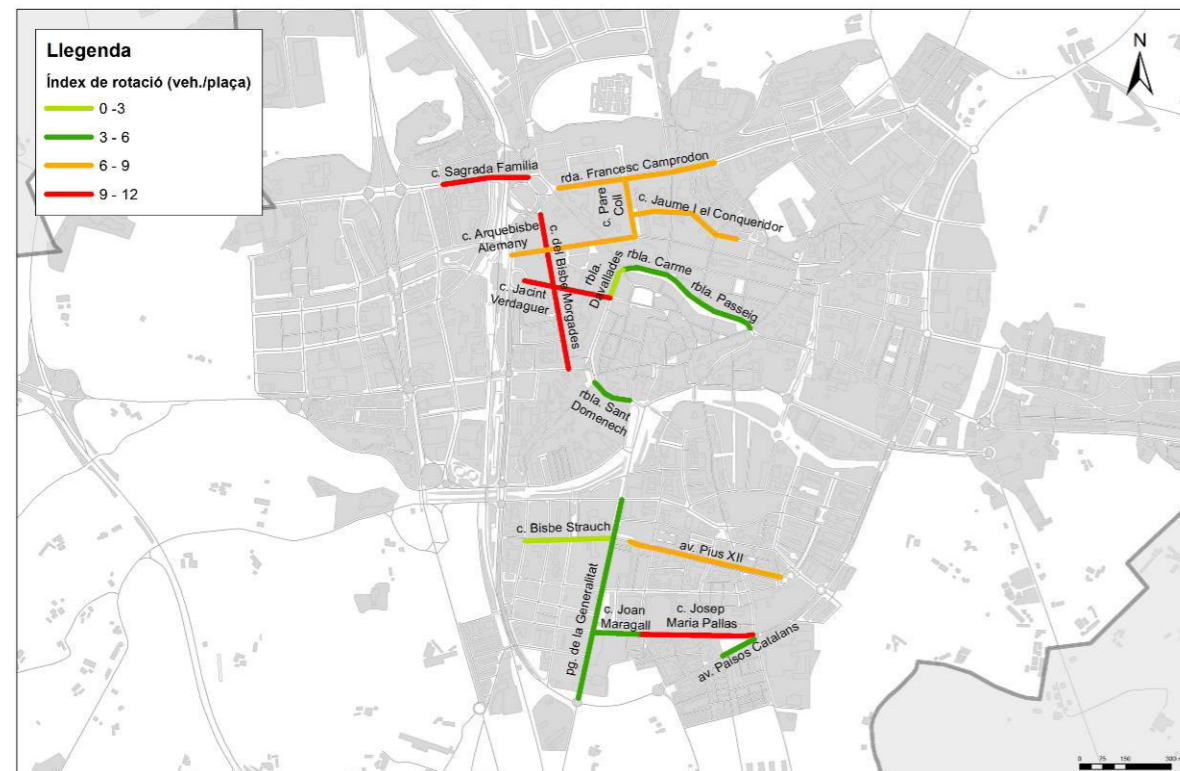 Llegenda
Índex de rotació (veh./plaça)
0 -3
3 - 6
6 - 9
9 - 12
N
c. Sagrada Familia
rda. Francesc Camprodon
c. Pare
Coll
c. Jaume I el Conqueridor
c. Arquebisbe
Alemany
c. del Bisbe Morgades
rbla.
Davallades
rbla. Carme
rbla. Passeig
c. Jacint
Verdaguer
rbla. Sant
Domenech
c. Bisbe Strauch
av. Pius XII
pg. de la Generalitat
c. Joan
Maragall
c. Josep
Maria Pallas
av. Països Catalans
0 75 150 300